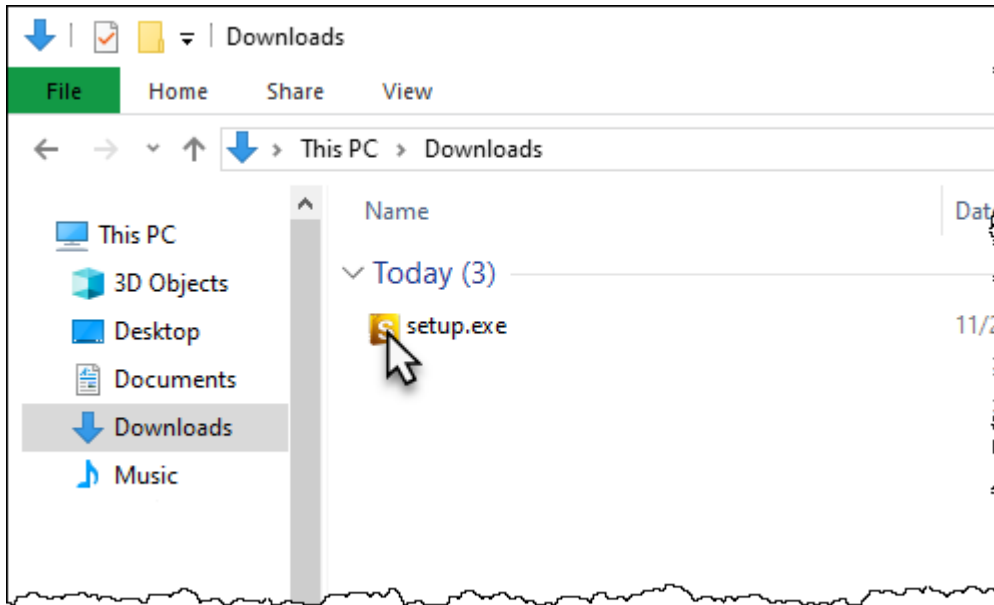 Downloads
File Home Share View
This PC > Downloads
Name
This PC
Today (3)
3D Objects
setup.exe
Desktop
Documents
Downloads
Music